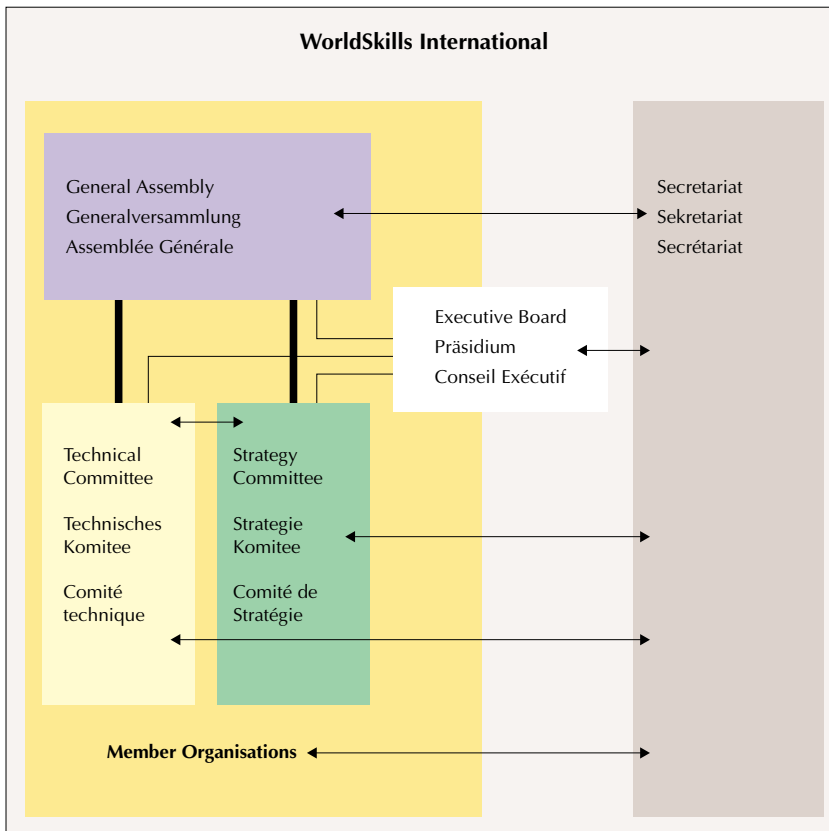 WorldSkills International
General Assembly
Generalversammlung
Assemblée Générale
Secretariat
Sekretariat
Secrétariat
Executive Board
Präsidium
Conseil Exécutif
Technical
Committee
Technisches
Komitee
Comité
technique
Strategy
Committee
Strategie
Komitee
Comité de
Stratégie
Member Organisations